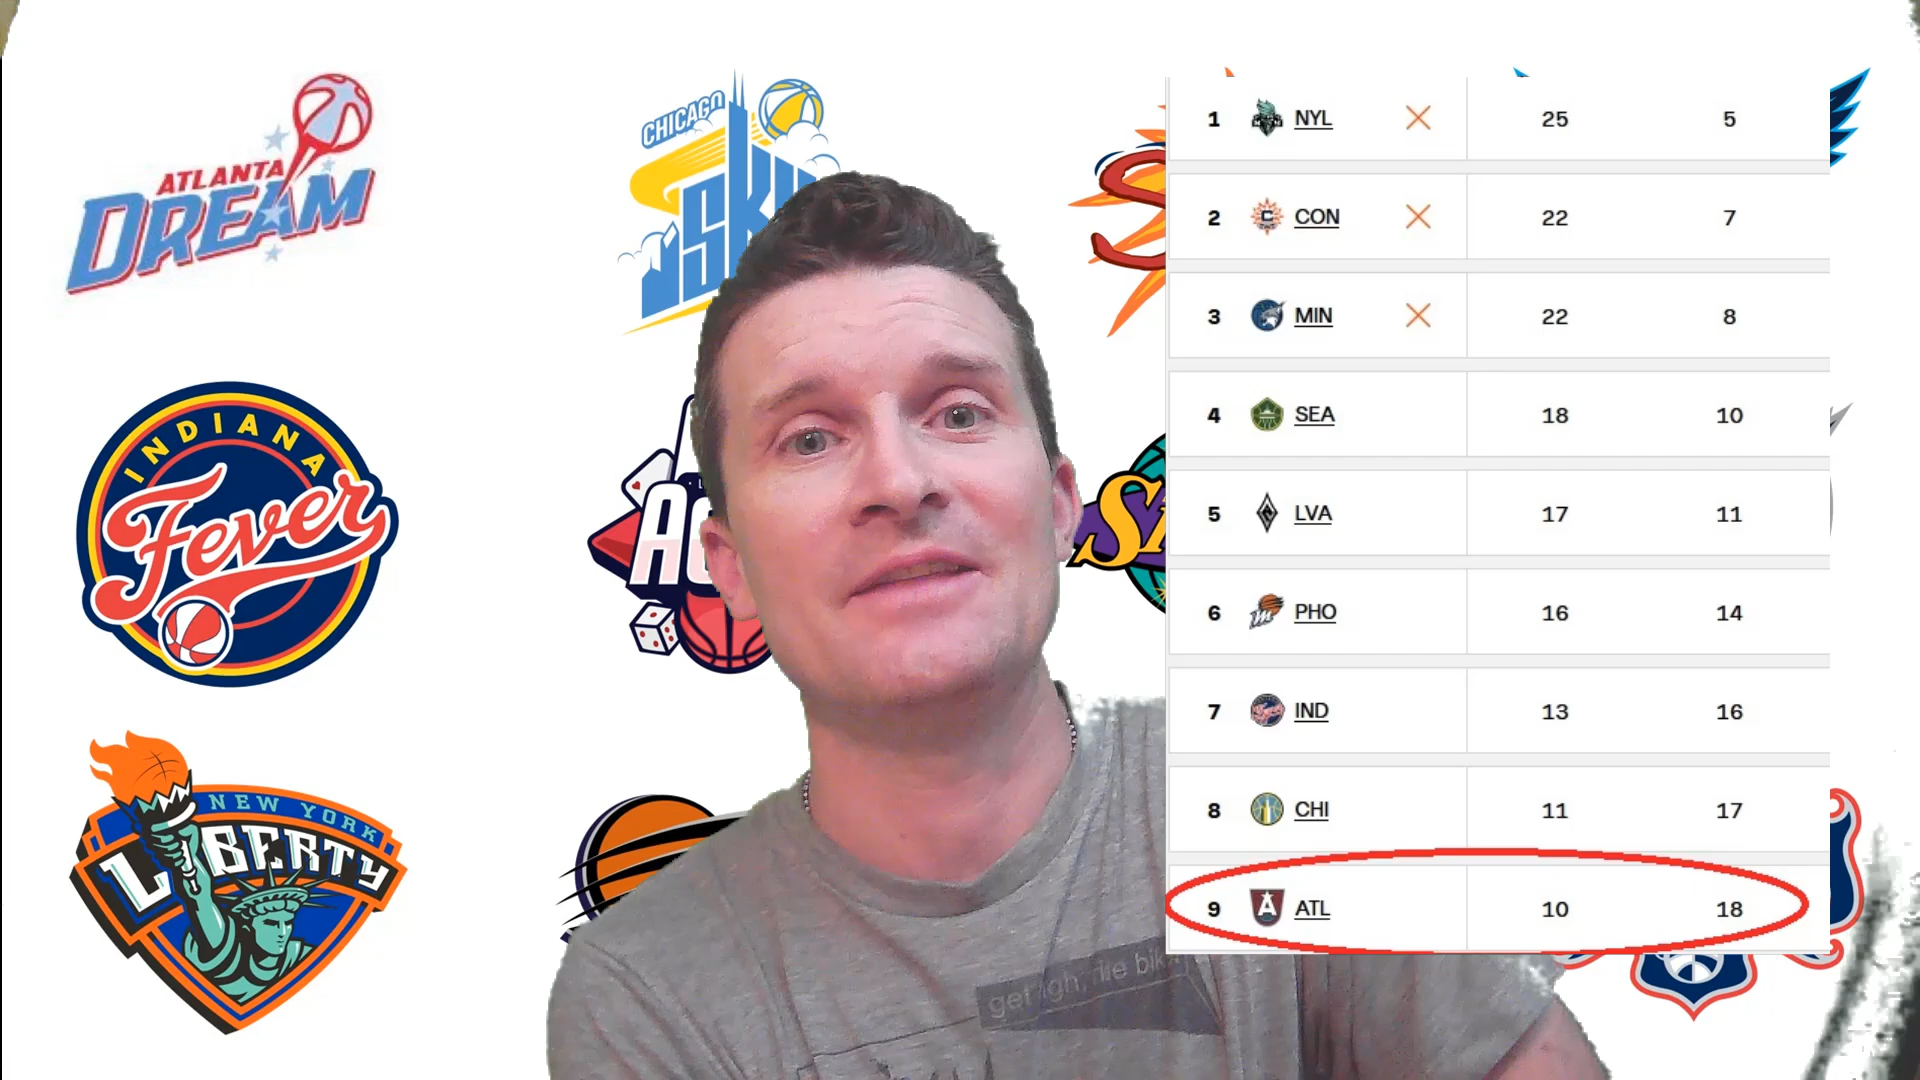 ATLANTA
DREAM
CHICAGO
SKY
INDIANA
Fever
NEW YORK
LIBERTY
1 NYL 25 5
2 CON 22 7
3 MIN 22 8
4 SEA 18 10
5 LVA 17 11
6 PHO 16 14
7 IND 13 16
8 CHI 11 17
9 ATL 10 18